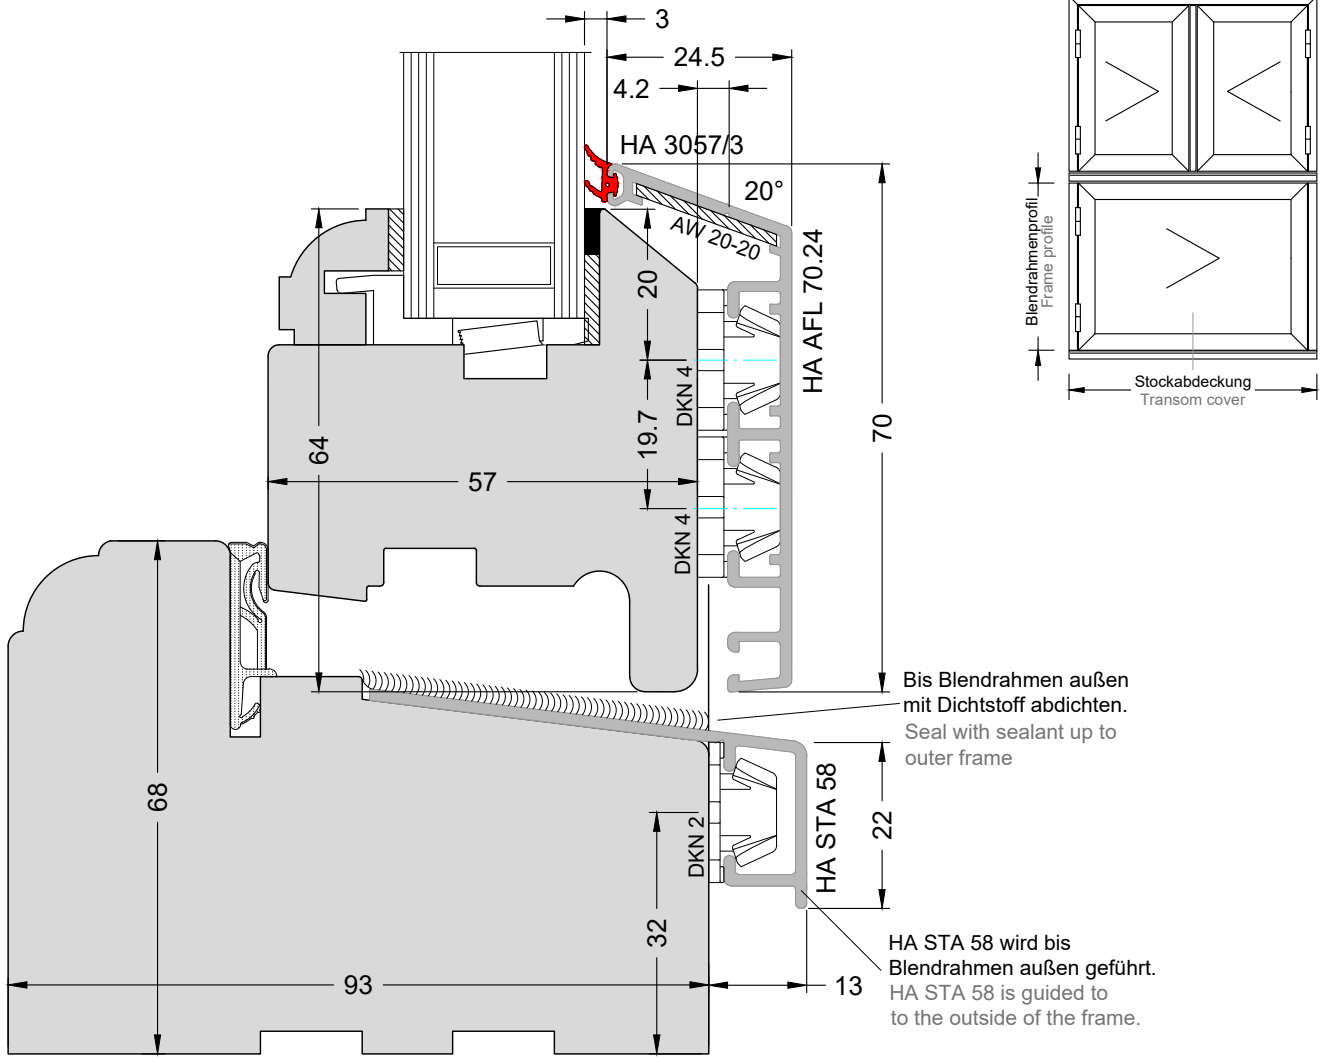 3
24.5
4.2
HA 3057/3
20°
AW 20-20
HA AFL 70.24
20
DKN 4
19.7
70
64
57
DKN 4
Blendrahmenprofil
Frame profile
Stockabdeckung
Transom cover
Bis Blendrahmen außen
mit Dichtstoff abdichten.
Seal with sealant up to
outer frame
68
DKN 2
HA STA 58
22
32
93
13
HA STA 58 wird bis
Blendrahmen außen geführt.
HA STA 58 is guided to
to the outside of the frame.